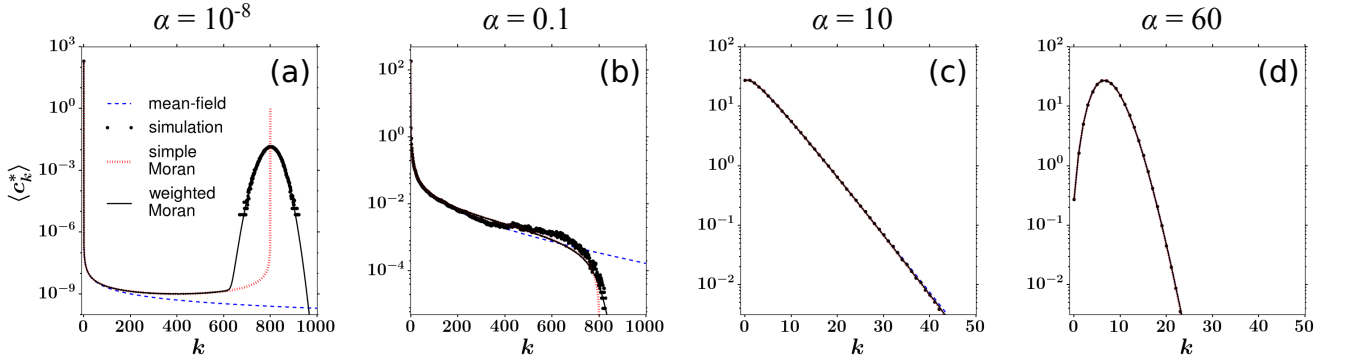 α = 10⁻⁸
α = 0.1
α = 10
α = 60
(a)
(b)
(c)
(d)
⟨c*ₖ⟩
10³
10⁰
10⁻³
10⁻⁶
10⁻⁹
mean-field
simulation
simple
Moran
weighted
Moran
0 200 400 600 800 1000
k
10²
10⁰
10⁻²
10⁻⁴
0 200 400 600 800 1000
k
10²
10¹
10⁰
10⁻¹
10⁻²
0 10 20 30 40 50
k
10²
10¹
10⁰
10⁻¹
10⁻²
0 10 20 30 40 50
k